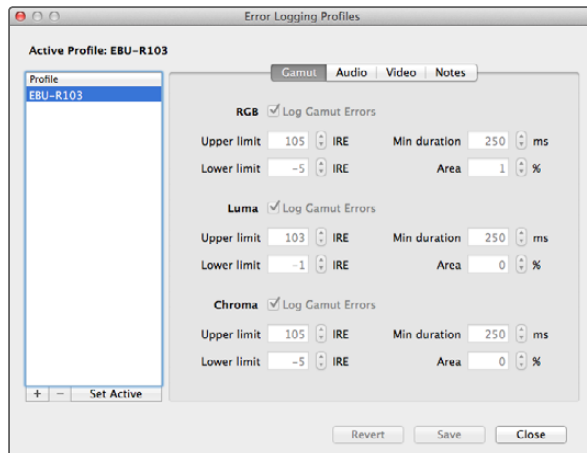 Error Logging Profiles
Active Profile: EBU-R103
Gamut Audio Video Notes
Profile
EBU-R103
RGB Log Gamut Errors
Upper limit 105 IRE Min duration 250 ms
Lower limit -5 IRE Area 1 %
Luma Log Gamut Errors
Upper limit 103 IRE Min duration 250 ms
Lower limit -1 IRE Area 0 %
Chroma Log Gamut Errors
Upper limit 105 IRE Min duration 250 ms
Lower limit -5 IRE Area 0 %
+ − Set Active
Revert Save Close